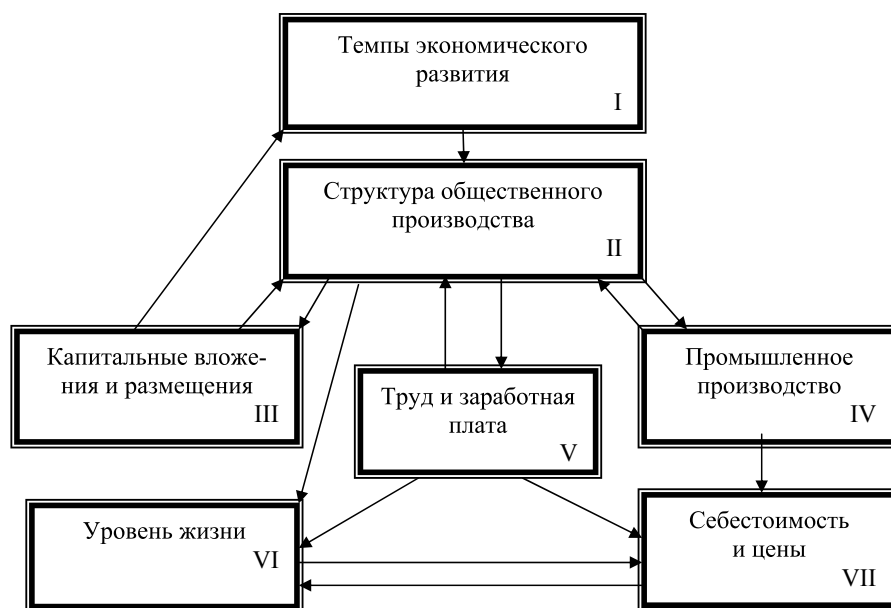 Темпы экономического
развития
I
Структура общественного
производства
II
Капитальные вложе-
ния и размещения
III
Труд и заработная
плата
V
Промышленное
производство
IV
Уровень жизни
VI
Себестоимость
и цены
VII